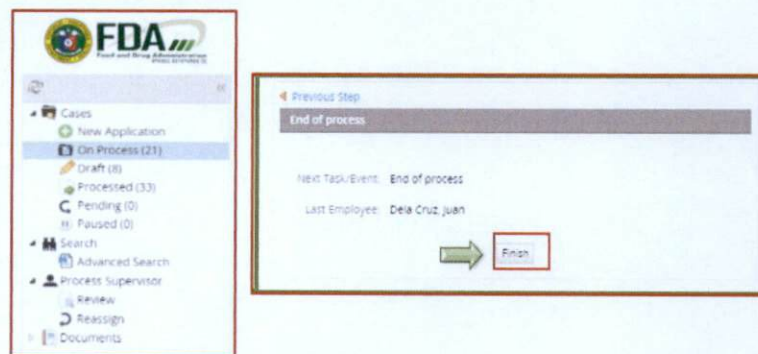 FDA
Food and Drug Administration
PHILIPPINES
Cases
New Application
On Process (21)
Draft (8)
Processed (33)
Pending (0)
Paused (0)
Search
Advanced Search
Process Supervisor
Review
Reassign
Documents
Previous Step
End of process
Next Task/Event: End of process
Last Employee: Dela Cruz, Juan
Finish